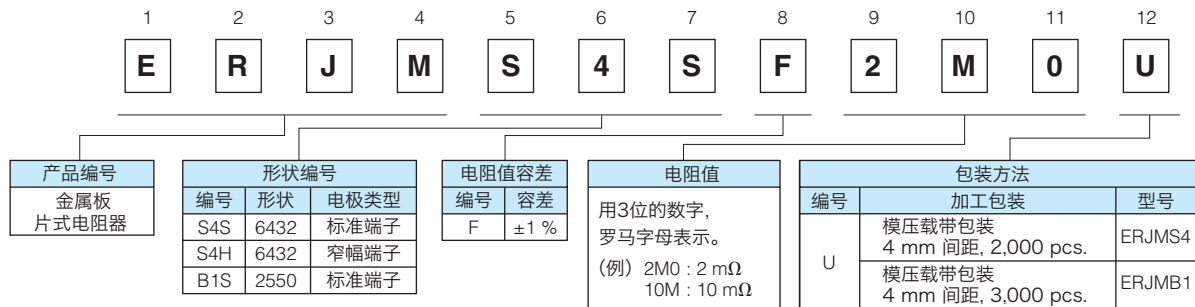 1 2 3 4 5 6 7 8 9 10 11 12
E R J M S 4 S F 2 M 0 U
产品编号
金属板
片式电阻器
形状编号
编号 形状 电极类型
S4S 6432 标准端子
S4H 6432 窄幅端子
B1S 2550 标准端子
电阻值容差
编号 容差
F ±1 %
电阻值
用3位的数字,
罗马字母表示。
(例) 2M0 : 2 mΩ
10M : 10 mΩ
包装方法
编号 加工包装 型号
U
模压载带包装
4 mm 间距, 2,000 pcs.
ERJMS4
模压载带包装
4 mm 间距, 3,000 pcs.
ERJMB1